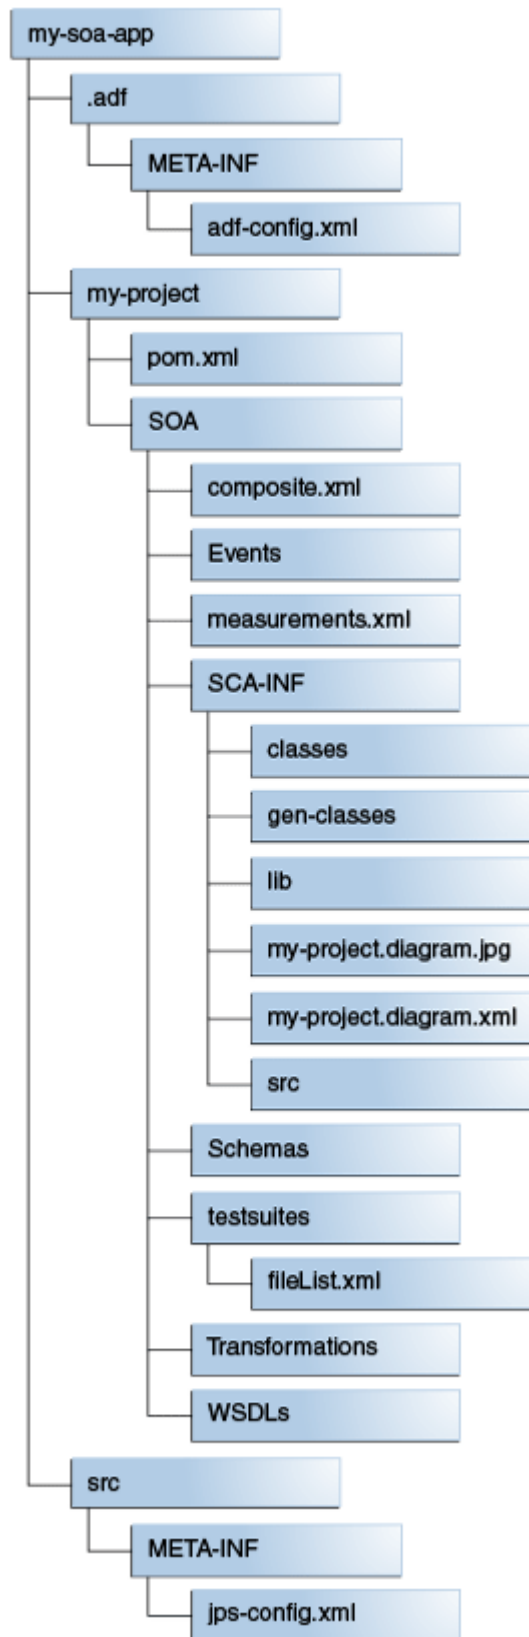 my-soa-app
.adf
META-INF
adf-config.xml
my-project
pom.xml
SOA
composite.xml
Events
measurements.xml
SCA-INF
classes
gen-classes
lib
my-project.diagram.jpg
my-project.diagram.xml
src
Schemas
testsuites
fileList.xml
Transformations
WSDLs
src
META-INF
jps-config.xml